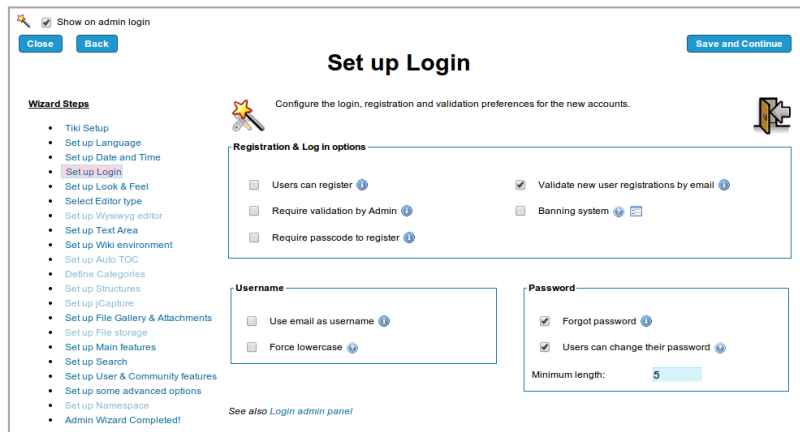 Show on admin login
Close Back Save and Continue
Set up Login
Wizard Steps
Tiki Setup
Set up Language
Set up Date and Time
Set up Login
Set up Look & Feel
Select Editor type
Set up Wysiwyg editor
Set up Text Area
Set up Wiki environment
Set up Auto TOC
Define Categories
Set up Structures
Set up jCapture
Set up File Gallery & Attachments
Set up File storage
Set up Main features
Set up Search
Set up User & Community features
Set up some advanced options
Set up Namespace
Admin Wizard Completed!
Configure the login, registration and validation preferences for the new accounts.
Registration & Log in options
Users can register Validate new user registrations by email
Require validation by Admin Banning system
Require passcode to register
Username
Use email as username
Force lowercase
Password
Forgot password
Users can change their password
Minimum length: 5
See also Login admin panel